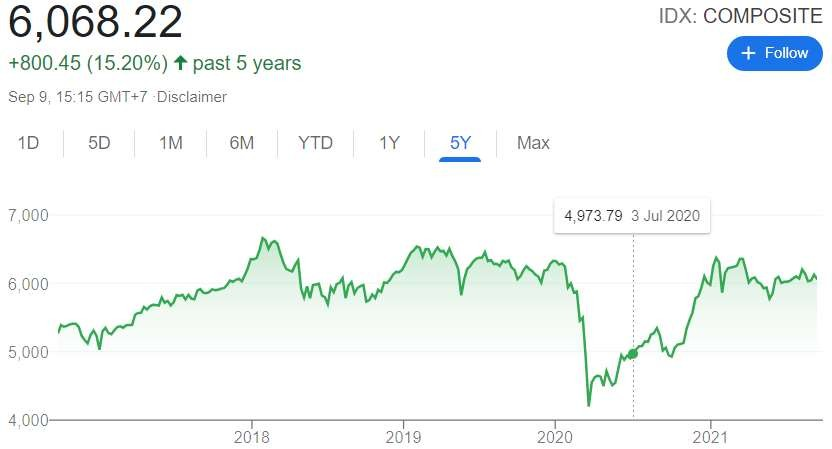 6,068.22
IDX: COMPOSITE
+800.45 (15.20%) past 5 years
+ Follow
Sep 9, 15:15 GMT+7 ·Disclaimer
1D 5D 1M 6M YTD 1Y 5Y Max
4,973.79 3 Jul 2020
7,000
6,000
5,000
4,000
2018 2019 2020 2021